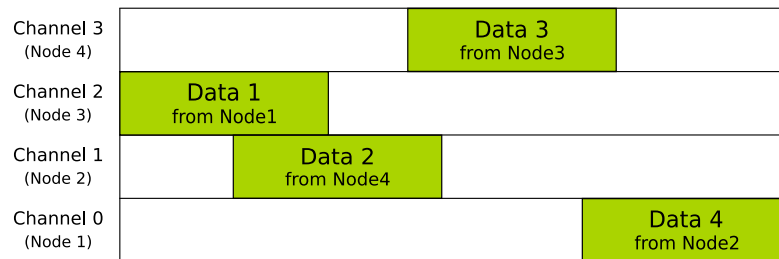 Channel 3
(Node 4)
Data 3
from Node3
Channel 2
(Node 3)
Data 1
from Node1
Channel 1
(Node 2)
Data 2
from Node4
Channel 0
(Node 1)
Data 4
from Node2